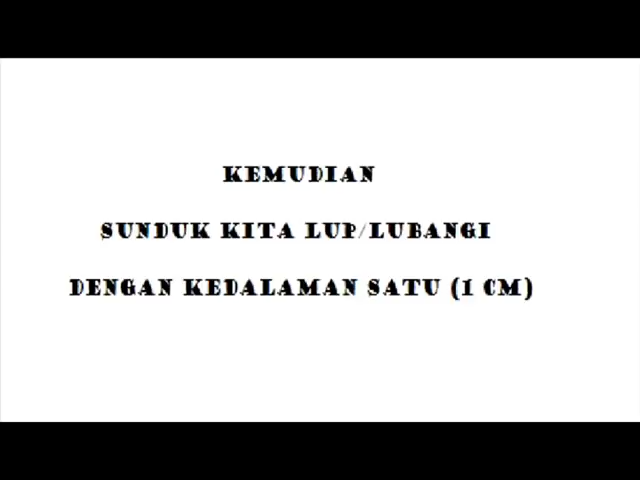 KEMUDIAN
SUNDUK KITA LUP/LUBANGI
DENGAN KEDALAMAN SATU (1 CM)